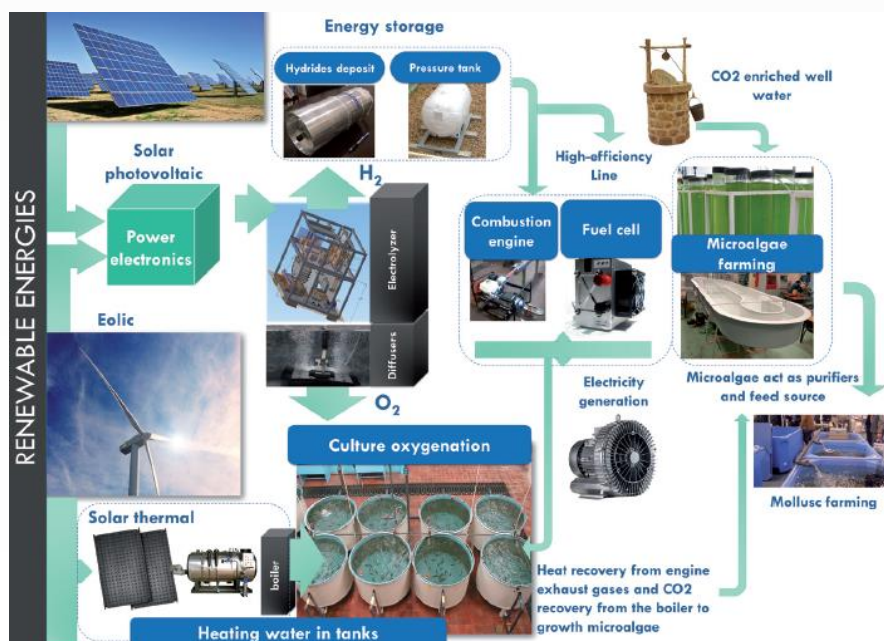 RENEWABLE ENERGIES
Energy storage
Hydrides deposit
Pressure tank
CO2 enriched well
water
Solar
photovoltaic
H2
High-efficiency
Line
Power
electronics
Electrolyzer
Combustion
engine
Fuel cell
Microalgae
farming
Eolic
Diffusers
O2
Electricity
generation
Microalgae act as purifiers
and feed source
Culture oxygenation
Mollusc farming
Solar thermal
boiler
Heat recovery from engine
exhaust gases and CO2
recovery from the boiler to
growth microalgae
Heating water in tanks